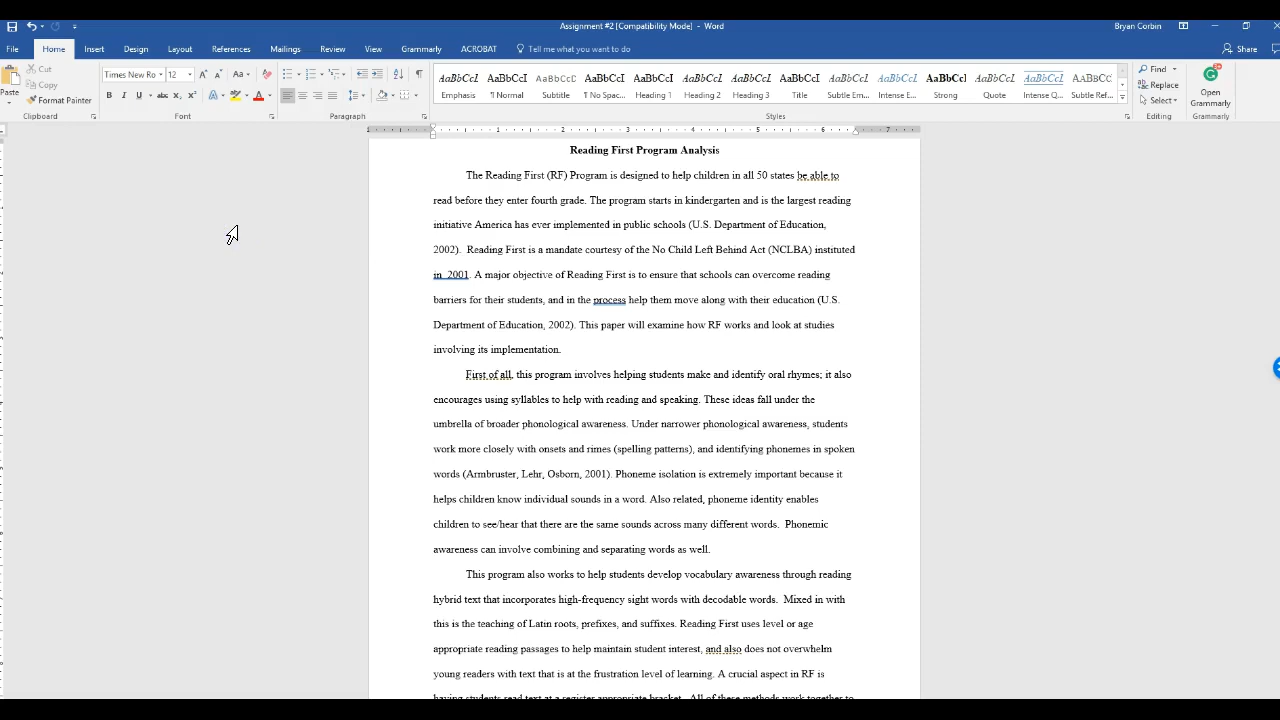 Assignment #2 [Compatibility Mode] - Word
Bryan Corbin
File Home Insert Design Layout References Mailings Review View Grammarly ACROBAT Tell me what you want to do Share
Paste
Cut
Copy
Format Painter
Clipboard
Times New Ro 12
Font
Paragraph
AaBbCcI AaBbCcI AaBbCcI AaBbCcI AaBbCcI AaBbCcI AaBbCcI AaBbCcI AaBbCcI AaBbCcI AaBbCcI AaBbCcI AaBbCcI AABBCC
Emphasis ¶ Normal Subtitle ¶ No Spac... Heading 1 Heading 2 Heading 3 Title Subtle Em... Intense E... Strong Quote Intense Q... Subtle Ref...
Styles
Find
Replace
Select
Editing
Open
Grammarly
Grammarly
1 1 2 3 4 5 6 7
Reading First Program Analysis
The Reading First (RF) Program is designed to help children in all 50 states be able to
read before they enter fourth grade. The program starts in kindergarten and is the largest reading
initiative America has ever implemented in public schools (U.S. Department of Education,
2002).  Reading First is a mandate courtesy of the No Child Left Behind Act (NCLBA) instituted
in  2001. A major objective of Reading First is to ensure that schools can overcome reading
barriers for their students, and in the process help them move along with their education (U.S.
Department of Education, 2002). This paper will examine how RF works and look at studies
involving its implementation.
First of all, this program involves helping students make and identify oral rhymes; it also
encourages using syllables to help with reading and speaking. These ideas fall under the
umbrella of broader phonological awareness. Under narrower phonological awareness, students
work more closely with onsets and rimes (spelling patterns), and identifying phonemes in spoken
words (Armbruster, Lehr, Osborn, 2001). Phoneme isolation is extremely important because it
helps children know individual sounds in a word. Also related, phoneme identity enables
children to see/hear that there are the same sounds across many different words.  Phonemic
awareness can involve combining and separating words as well.
This program also works to help students develop vocabulary awareness through reading
hybrid text that incorporates high-frequency sight words with decodable words.  Mixed in with
this is the teaching of Latin roots, prefixes, and suffixes. Reading First uses level or age
appropriate reading passages to help maintain student interest, and also does not overwhelm
young readers with text that is at the frustration level of learning. A crucial aspect in RF is
having students read text at a register appropriate bracket.  All of these methods work together to